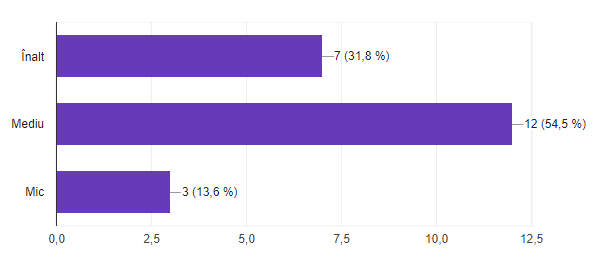 Înalt
7 (31,8 %)
Mediu
12 (54,5 %)
Mic
3 (13,6 %)
0,0 2,5 5,0 7,5 10,0 12,5